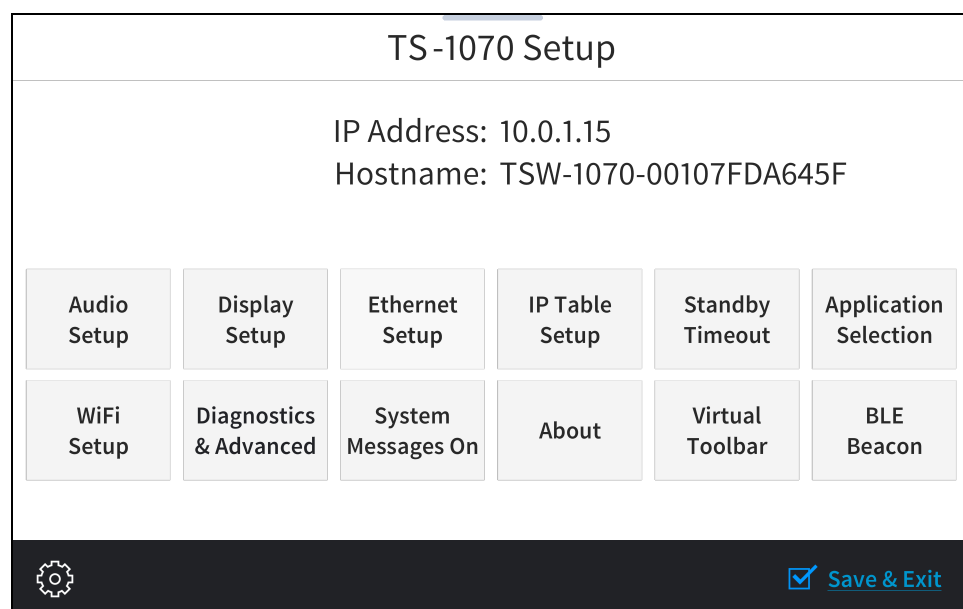 TS-1070 Setup
IP Address: 10.0.1.15
Hostname: TSW-1070-00107FDA645F
Audio
Setup
Display
Setup
Ethernet
Setup
IP Table
Setup
Standby
Timeout
Application
Selection
WiFi
Setup
Diagnostics
& Advanced
System
Messages On
About
Virtual
Toolbar
BLE
Beacon
Save & Exit